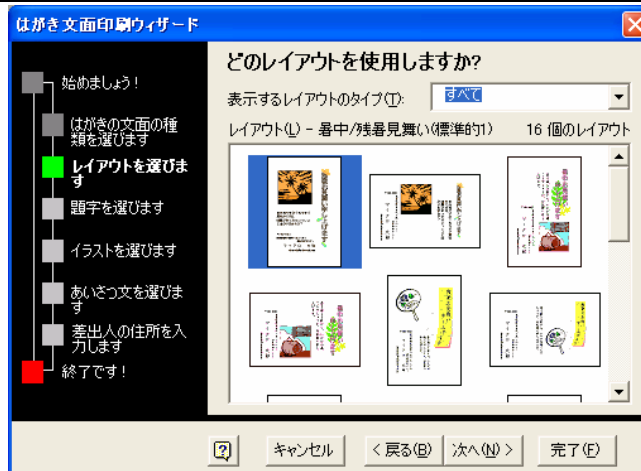 はがき文面印刷ウィザード
どのレイアウトを使用しますか?
始めましょう!
はがきの文面の種
類を選びます
レイアウトを選びま
す
題字を選びます
イラストを選びます
あいさつ文を選びま
す
差出人の住所を入
力します
終了です!
表示するレイアウトのタイプ(T):
すべて
レイアウト(L) - 暑中/残暑見舞い(標準的1)
16 個のレイアウト
キャンセル
< 戻る(B)
次へ(N) >
完了(F)